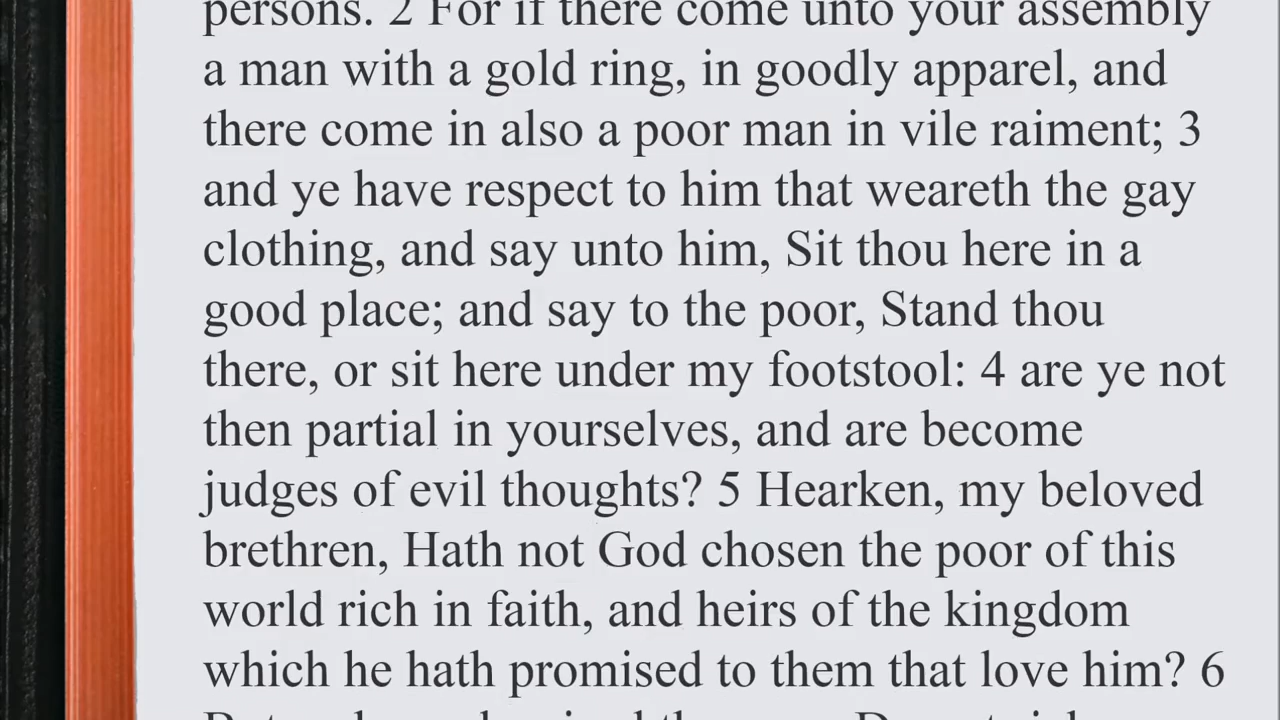 persons. 2 For if there come unto your assembly
a man with a gold ring, in goodly apparel, and
there come in also a poor man in vile raiment; 3
and ye have respect to him that weareth the gay
clothing, and say unto him, Sit thou here in a
good place; and say to the poor, Stand thou
there, or sit here under my footstool: 4 are ye not
then partial in yourselves, and are become
judges of evil thoughts? 5 Hearken, my beloved
brethren, Hath not God chosen the poor of this
world rich in faith, and heirs of the kingdom
which he hath promised to them that love him? 6